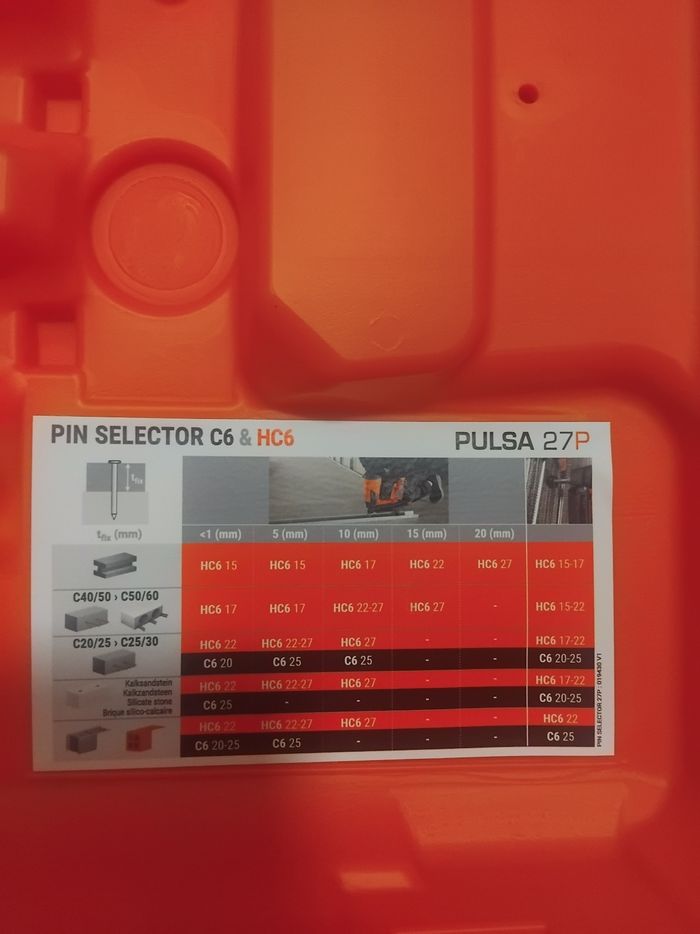 PIN SELECTOR C6 & HC6
PULSA 27P
tfix
tfix (mm)
<1 (mm) 5 (mm) 10 (mm) 15 (mm) 20 (mm)
HC6 15 HC6 15 HC6 17 HC6 22 HC6 27 HC6 15-17
C40/50 › C50/60
HC6 17 HC6 17 HC6 22-27 HC6 27 - HC6 15-22
C20/25 › C25/30
HC6 22 HC6 22-27 HC6 27 - - HC6 17-22
C6 20 C6 25 C6 25 - - C6 20-25
Kalksandstein
Kalkzandsteen
Silicate stone
Brique silico-calcaire
HC6 22 HC6 22-27 HC6 27 - - HC6 17-22
C6 25 - - - - C6 20-25
HC6 22 HC6 22-27 HC6 27 - - HC6 22
C6 20-25 C6 25 - - - C6 25
PIN SELECTOR 27P : 019430 V1